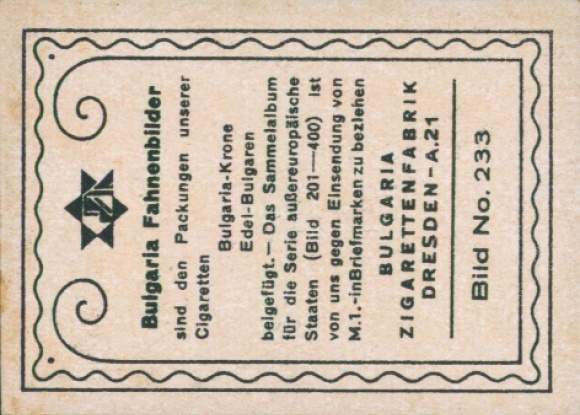 Bulgaria Fahnenbilder
sind den Packungen unserer
Cigaretten
Bulgaria-Krone
Edel-Bulgaren
beigefügt. — Das Sammelalbum
für die Serie außereuropäische
Staaten (Bild 201—400) ist
von uns gegen Einsendung von
M.1.- in Briefmarken zu beziehen
BULGARIA
ZIGARETTENFABRIK
DRESDEN-A.21
Bild No. 233